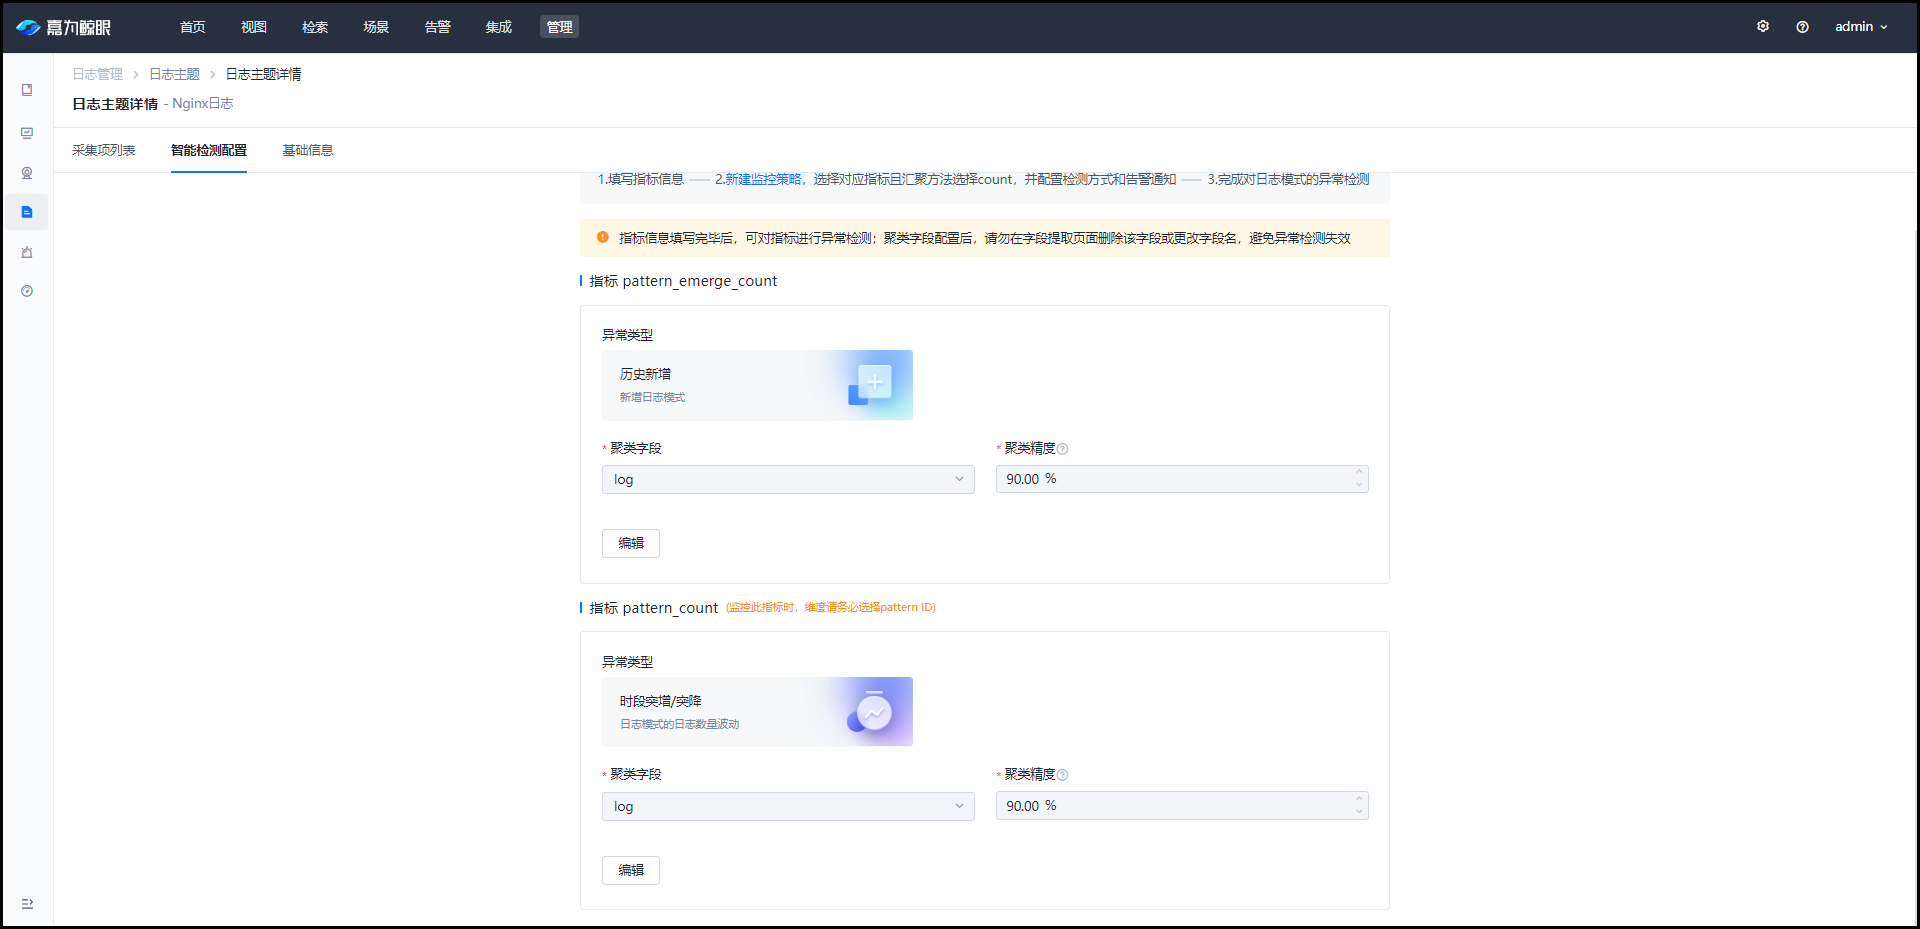 嘉为鲸眼 首页 视图 检索 场景 告警 集成 管理 admin
日志管理 > 日志主题 > 日志主题详情
日志主题详情 - Nginx日志
采集项列表 智能检测配置 基础信息
1.填写指标信息 —— 2.新建监控策略，选择对应指标且汇聚方法选择count，并配置检测方式和告警通知 —— 3.完成对日志模式的异常检测
指标信息填写完毕后，可对指标进行异常检测；聚类字段配置后，请勿在字段提取页面删除该字段或更改字段名，避免异常检测失效
指标 pattern_emerge_count
异常类型
历史新增
新增日志模式
* 聚类字段 * 聚类精度
log 90.00 %
编辑
指标 pattern_count (监控此指标时，维度请务必选择pattern ID)
异常类型
时段突增/突降
日志模式的日志数量波动
* 聚类字段 * 聚类精度
log 90.00 %
编辑